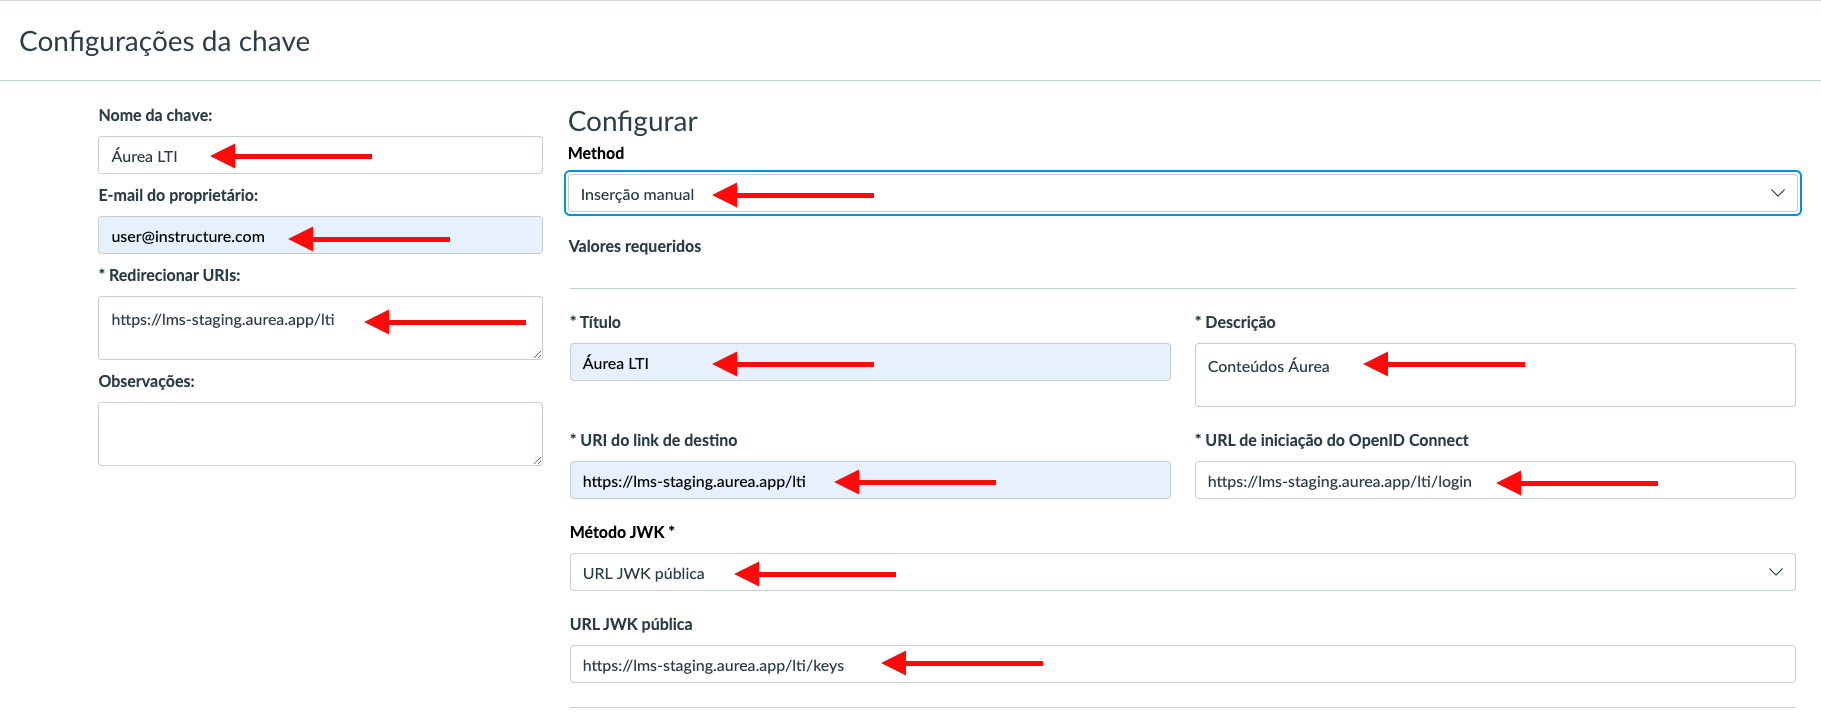 Configurações da chave
Nome da chave:
Áurea LTI
E-mail do proprietário:
user@instructure.com
* Redirecionar URIs:
https://lms-staging.aurea.app/lti
Observações:
Configurar
Method
Inserção manual
Valores requeridos
* Título
Áurea LTI
* Descrição
Conteúdos Áurea
* URI do link de destino
https://lms-staging.aurea.app/lti
* URL de iniciação do OpenID Connect
https://lms-staging.aurea.app/lti/login
Método JWK *
URL JWK pública
URL JWK pública
https://lms-staging.aurea.app/lti/keys